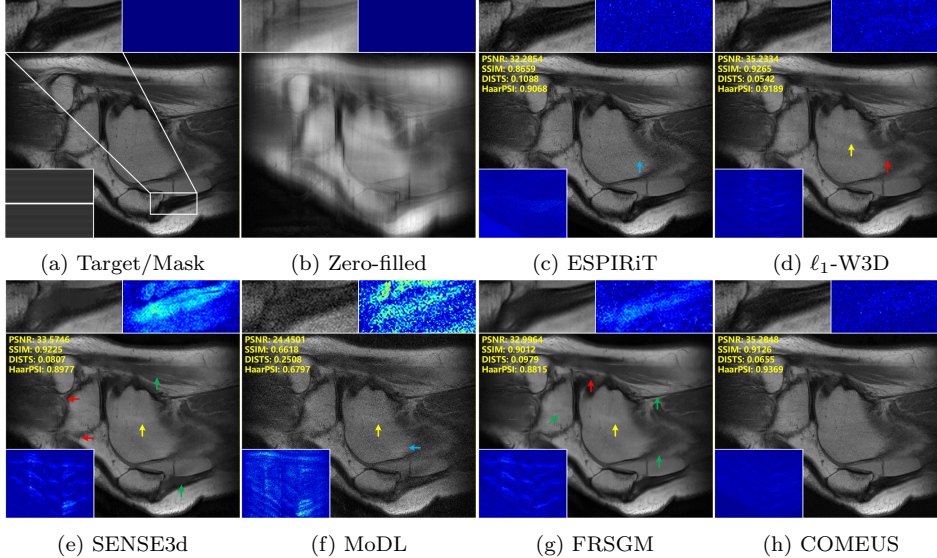 PSNR: 32.2854
SSIM: 0.8659
DISTS: 0.1088
HaarPSI: 0.9068
PSNR: 35.2334
SSIM: 0.9265
DISTS: 0.0542
HaarPSI: 0.9189
(a) Target/Mask
(b) Zero-filled
(c) ESPIRiT
(d) ℓ₁-W3D
PSNR: 33.5746
SSIM: 0.9225
DISTS: 0.0807
HaarPSI: 0.8977
PSNR: 24.4501
SSIM: 0.6618
DISTS: 0.2508
HaarPSI: 0.6797
PSNR: 32.9964
SSIM: 0.9012
DISTS: 0.0979
HaarPSI: 0.8815
PSNR: 35.2848
SSIM: 0.9126
DISTS: 0.0655
HaarPSI: 0.9369
(e) SENSE3d
(f) MoDL
(g) FRSGM
(h) COMEUS